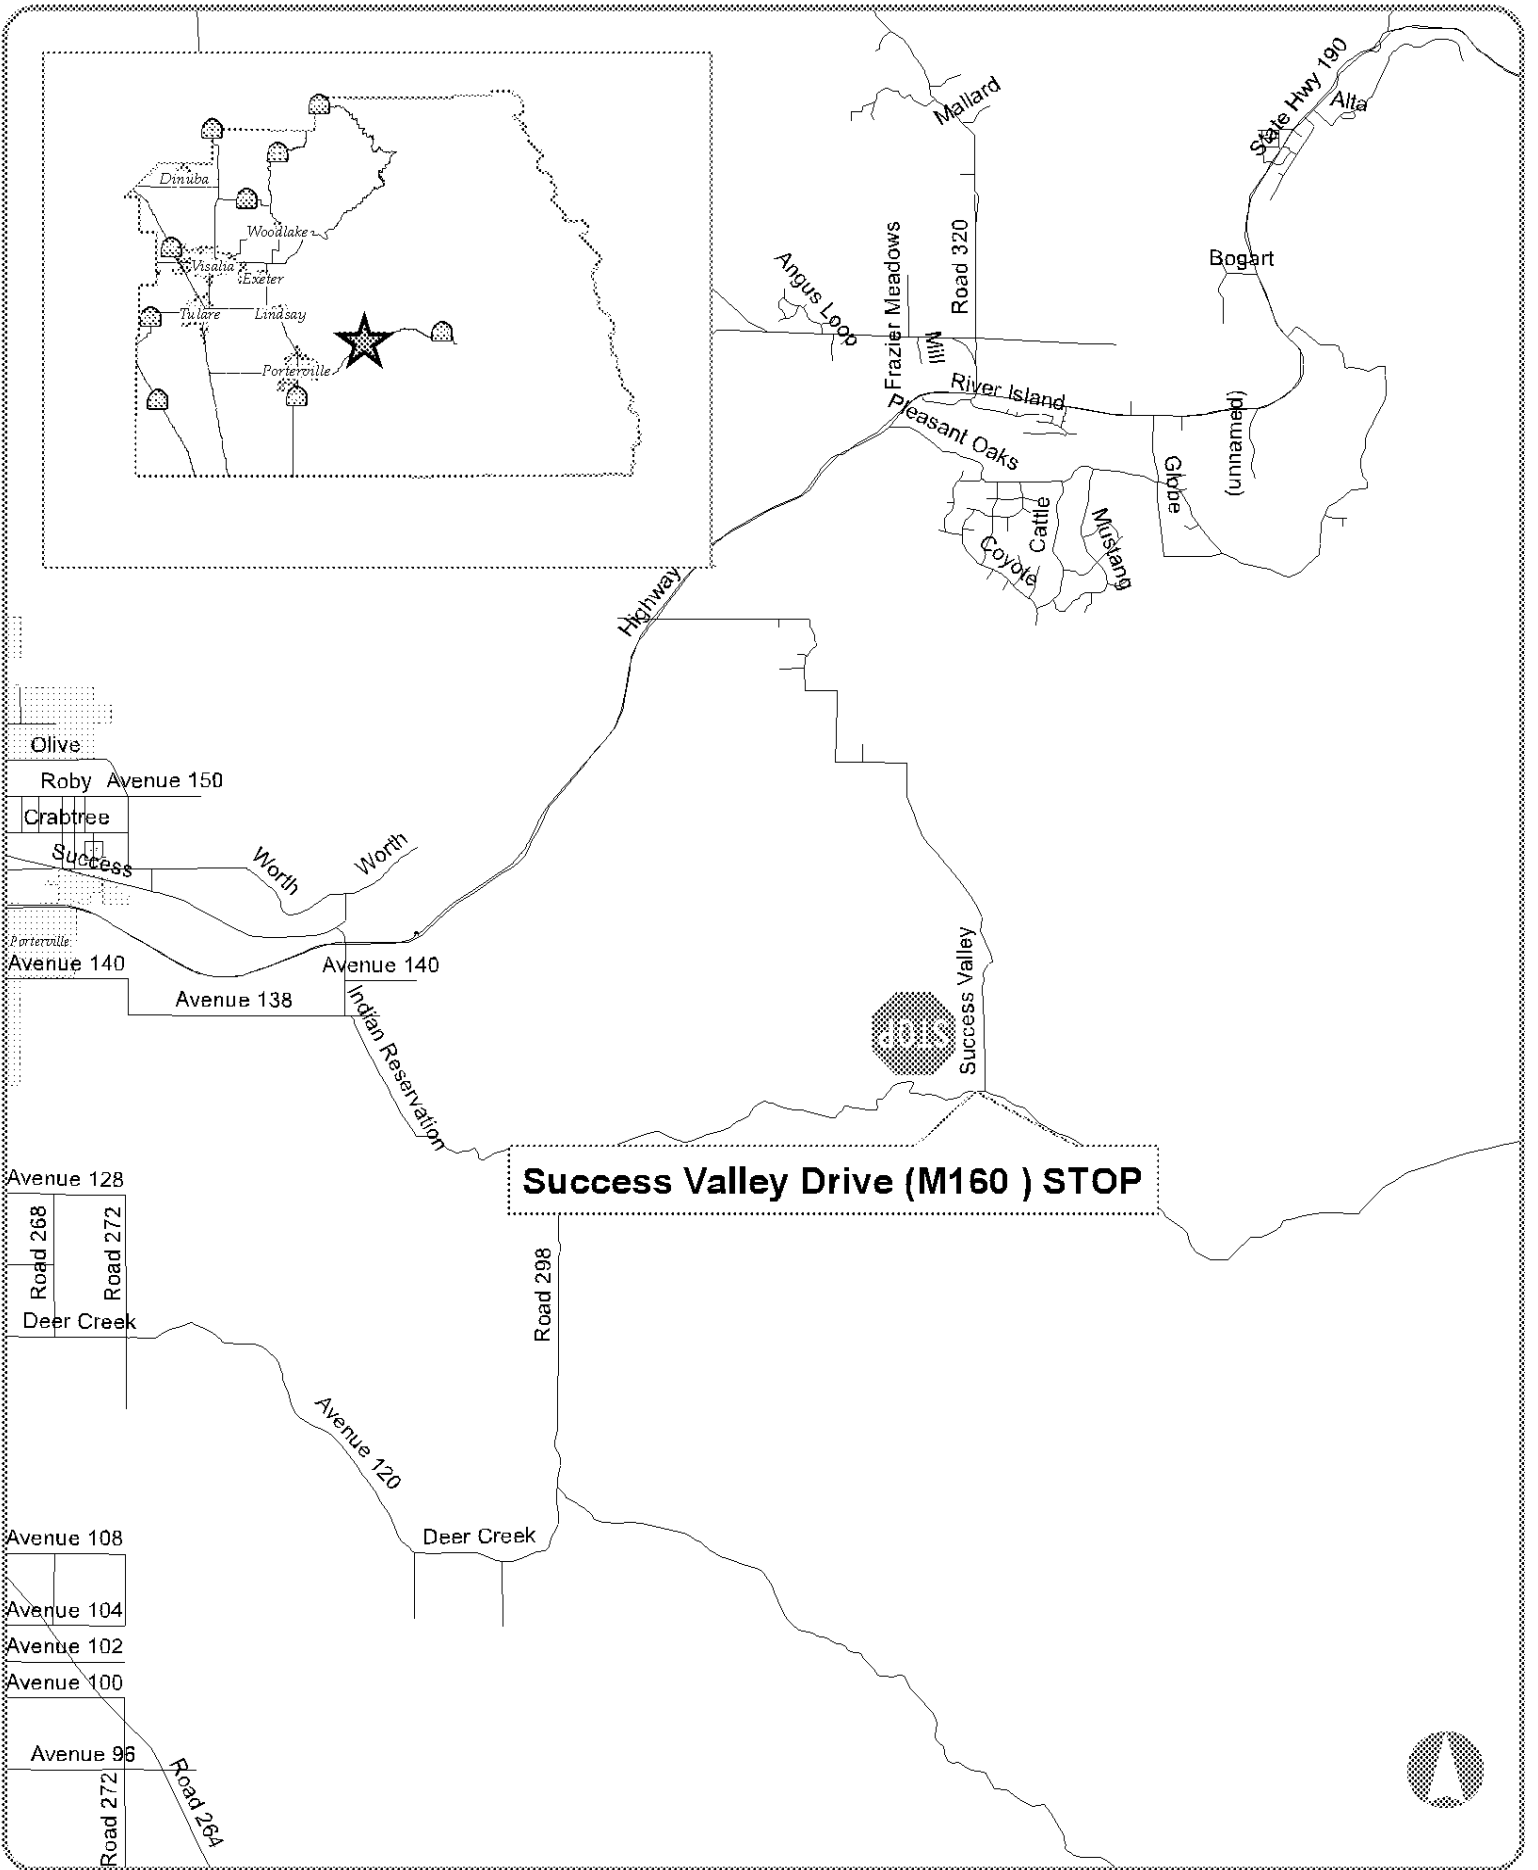 Dinuba
Woodlake
Visalia
Exeter
Tulare
Lindsay
Porterville
Mallard
State Hwy 190
Alta
Angus Loop
Frazier Meadows
Road 320
Bogart
Mill
River Island
Pleasant Oaks
(unnamed)
Globe
Cattle
Coyote
Mustang
Highway
Olive
Roby
Avenue 150
Crabtree
Success
Worth
Worth
Porterville
Avenue 140
Avenue 140
Avenue 138
Indian Reservation
Success Valley
STOP
Success Valley Drive (M160 ) STOP
Avenue 128
Road 268
Road 272
Road 298
Deer Creek
Avenue 120
Deer Creek
Avenue 108
Avenue 104
Avenue 102
Avenue 100
Avenue 96
Road 272
Road 264